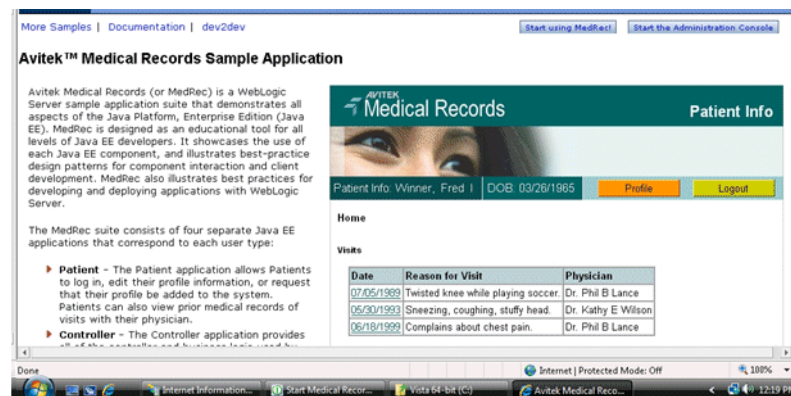 More Samples | Documentation | dev2dev
Start using MedRec!
Start the Administration Console
Avitek™ Medical Records Sample Application
Avitek Medical Records (or MedRec) is a WebLogic
Server sample application suite that demonstrates all
aspects of the Java Platform, Enterprise Edition (Java
EE). MedRec is designed as an educational tool for all
levels of Java EE developers. It showcases the use of
each Java EE component, and illustrates best-practice
design patterns for component interaction and client
development. MedRec also illustrates best practices for
developing and deploying applications with WebLogic
Server.
The MedRec suite consists of four separate Java EE
applications that correspond to each user type:
Patient - The Patient application allows Patients
to log in, edit their profile information, or request
that their profile be added to the system.
Patients can also view prior medical records of
visits with their physician.
Controller - The Controller application provides
all of the controller and business logic used by
AVITEK
Medical Records
Patient Info
Patient Info: Winner, Fred I
DOB: 03/26/1965
Profile
Logout
Home
Visits
Date Reason for Visit Physician
07/05/1989 Twisted knee while playing soccer. Dr. Phil B Lance
05/30/1993 Sneezing, coughing, stuffy head. Dr. Kathy E Wilson
06/18/1999 Complains about chest pain. Dr. Phil B Lance
Done
Internet | Protected Mode: Off
100%
Internet Information...
Start Medical Recor...
Vista 64-bit (C:)
Avitek Medical Reco...
12:19 PM